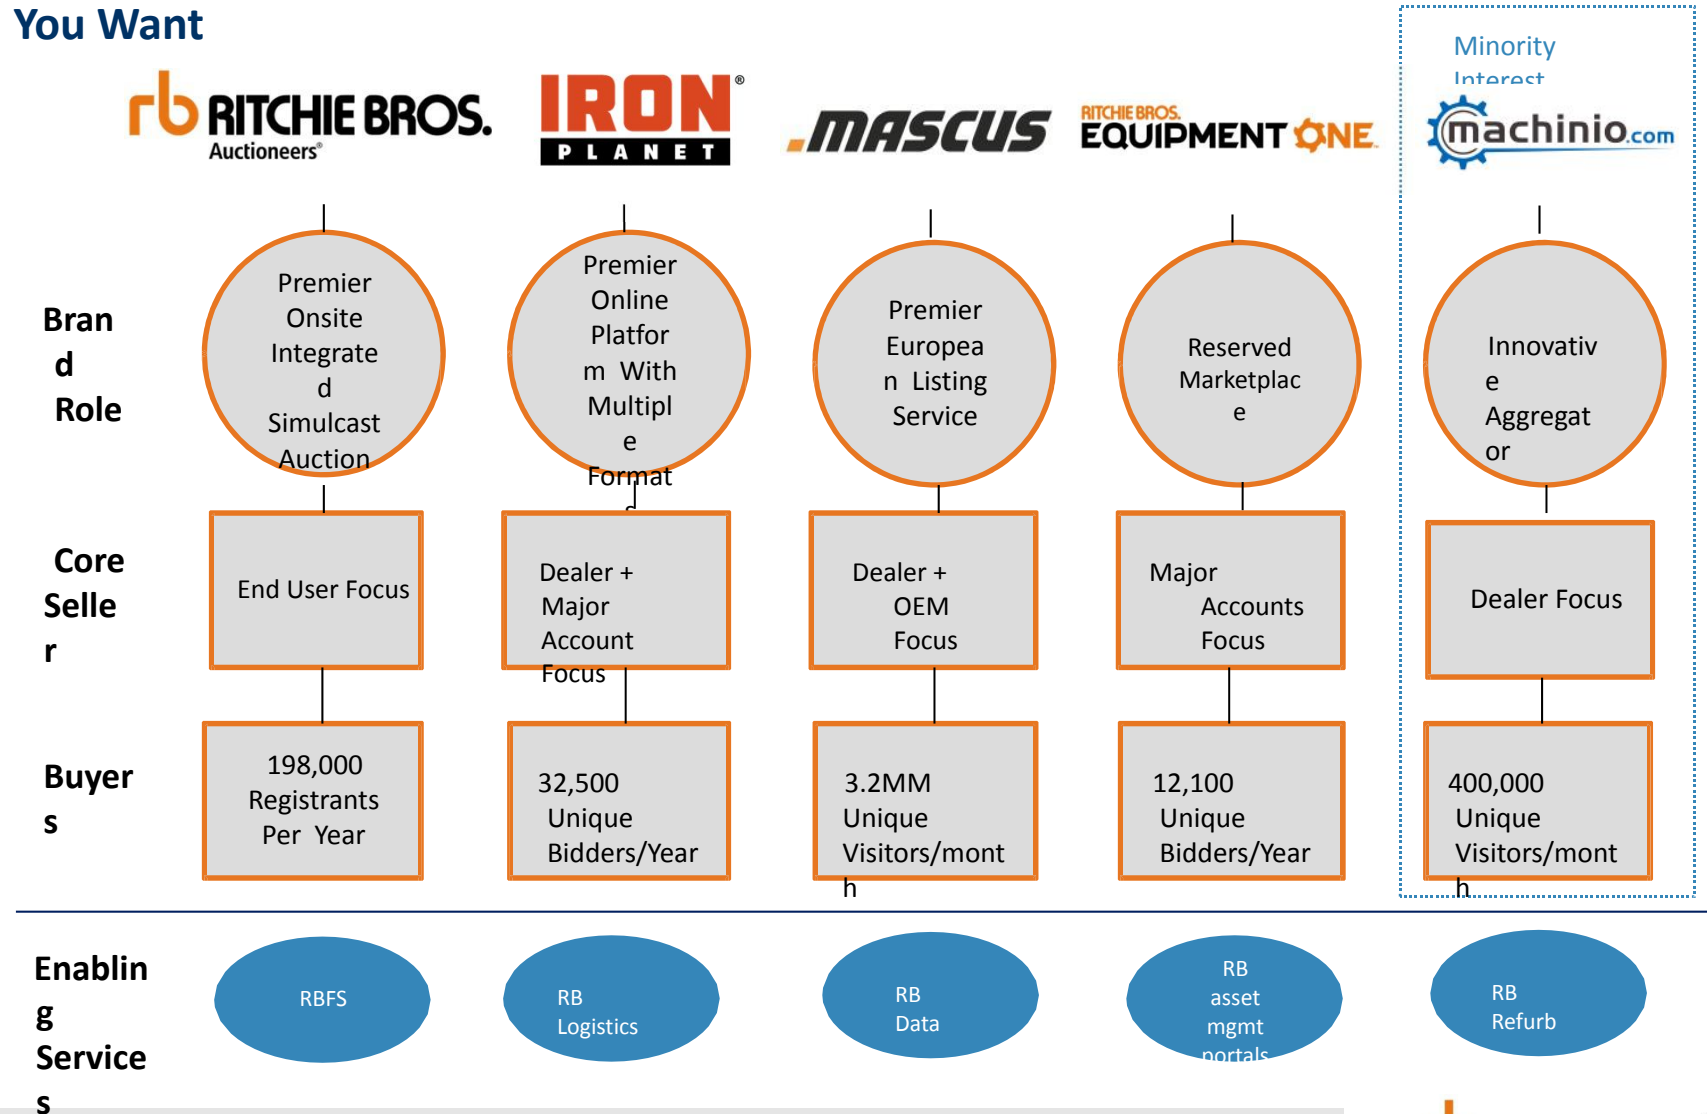 You Want
Minority
Interest
rb RITCHIE BROS.
Auctioneers®
IRON®
PLANET
MASCUS
RITCHIE BROS.
EQUIPMENT ONE
machinio.com
Bran
d
Role
Premier
Onsite
Integrate
d
Simulcast
Auction
Premier
Online
Platfor
m With
Multipl
e
Format
s
Premier
Europea
n Listing
Service
Reserved
Marketplac
e
Innovativ
e
Aggregat
or
Core
Selle
r
End User Focus
Dealer +
Major
Account
Focus
Dealer +
OEM
Focus
Major
Accounts
Focus
Dealer Focus
Buyer
s
198,000
Registrants
Per Year
32,500
Unique
Bidders/Year
3.2MM
Unique
Visitors/mont
h
12,100
Unique
Bidders/Year
400,000
Unique
Visitors/mont
h
Enablin
g
Service
s
RBFS
RB
Logistics
RB
Data
RB
asset
mgmt
portals
RB
Refurb